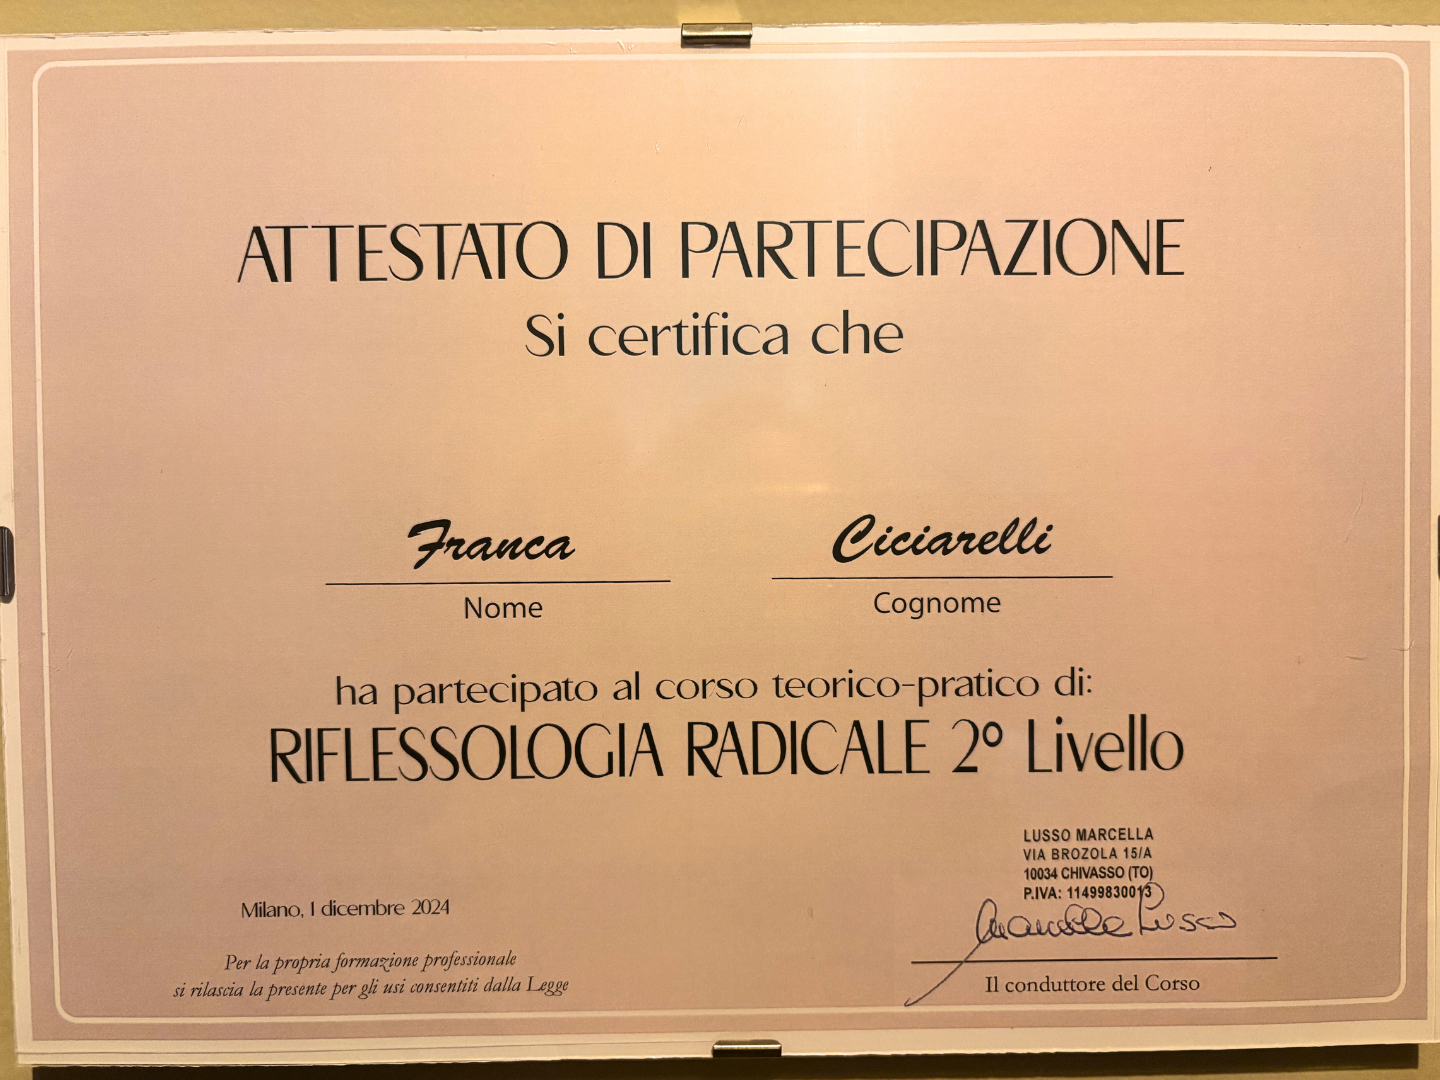 ATTESTATO DI PARTECIPAZIONE
Si certifica che
Franca Ciciarelli
Nome Cognome
ha partecipato al corso teorico-pratico di:
RIFLESSOLOGIA RADICALE 2° Livello
LUSSO MARCELLA
VIA BROZOLA 15/A
10034 CHIVASSO (TO)
P.IVA: 11499830013
Marcella Lusso
Il conduttore del Corso
Milano, 1 dicembre 2024
Per la propria formazione professionale
si rilascia la presente per gli usi consentiti dalla Legge